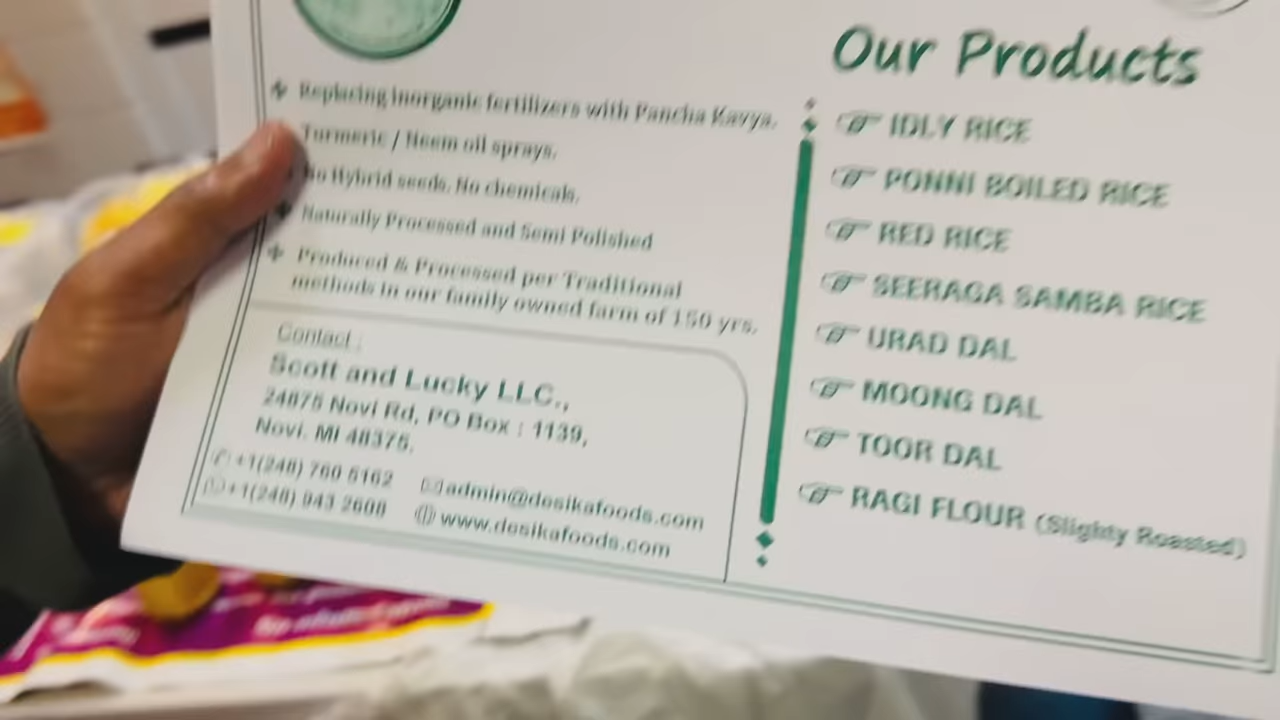 Replacing inorganic fertilizers with Pancha Kavya.
Turmeric / Neem oil sprays.
No Hybrid seeds. No chemicals.
Naturally Processed and Semi Polished
Produced & Processed per Traditional
methods in our family owned farm of 150 yrs.
Contact :
Scott and Lucky LLC.,
24875 Novi Rd, PO Box : 1139,
Novi. MI 48375.
+1(248) 760 5162
+1(248) 943 2608
admin@desikafoods.com
www.desikafoods.com
Our Products
IDLY RICE
PONNI BOILED RICE
RED RICE
SEERAGA SAMBA RICE
URAD DAL
MOONG DAL
TOOR DAL
RAGI FLOUR (Slighty Roasted)